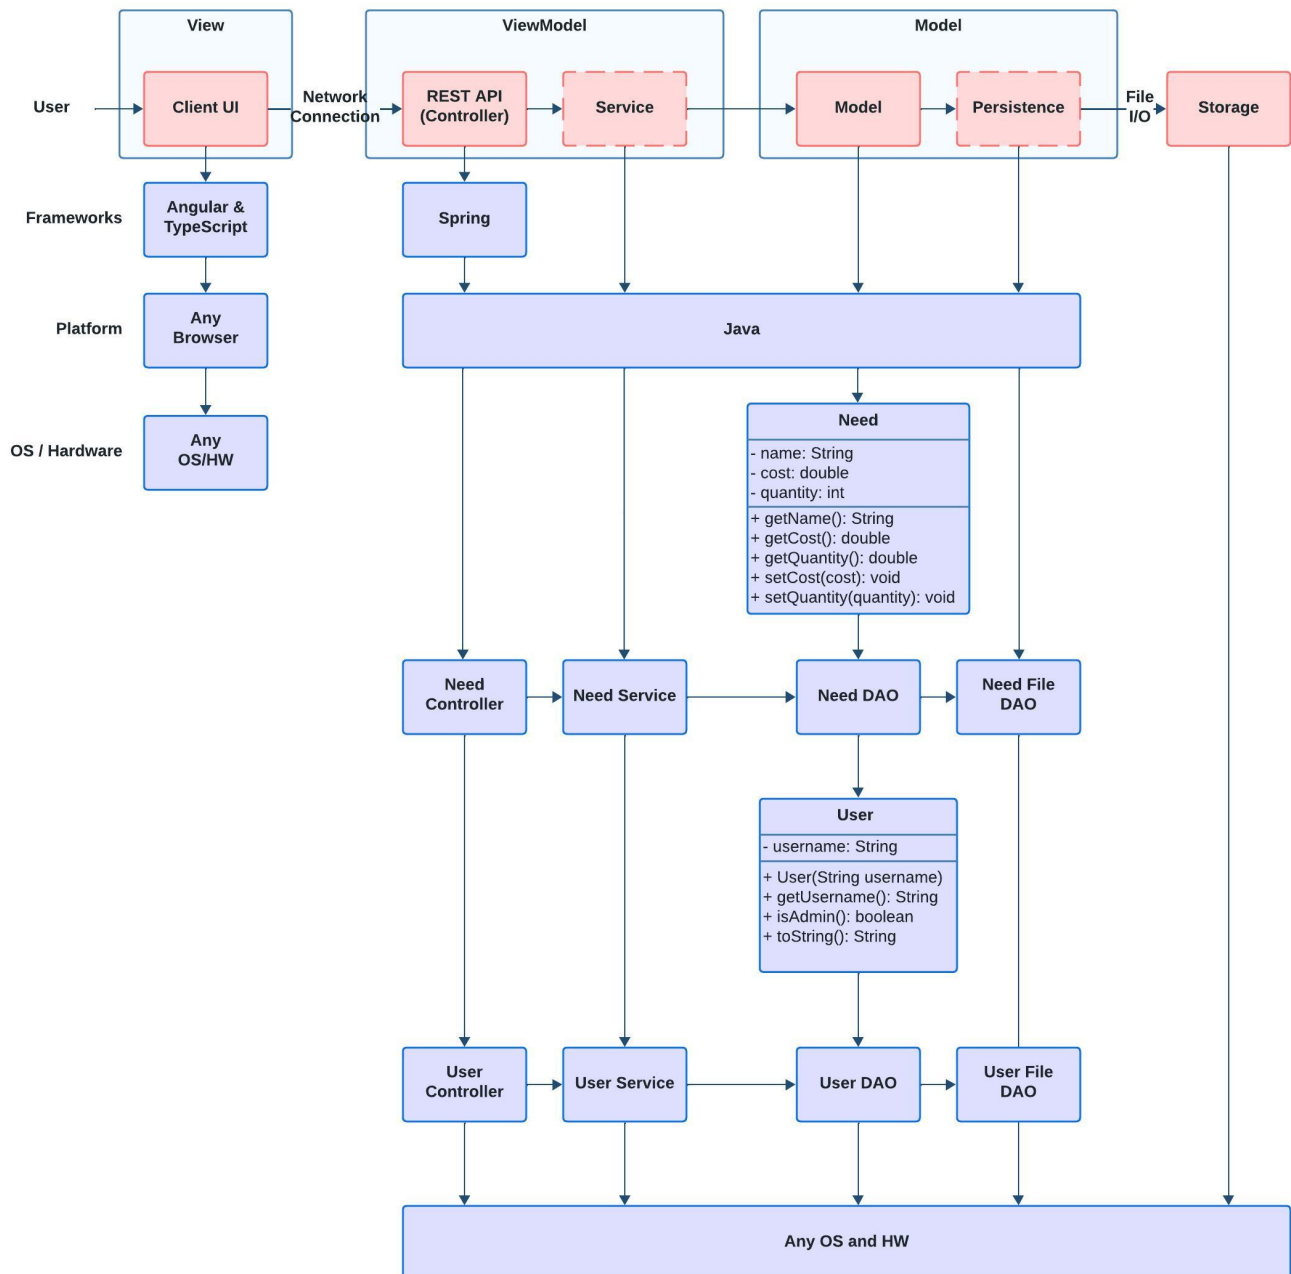 View
ViewModel
Model
User
Client UI
Network
Connection
REST API
(Controller)
Service
Model
Persistence
File
I/O
Storage
Frameworks
Angular &
TypeScript
Spring
Platform
Any
Browser
Java
OS / Hardware
Any
OS/HW
Need
- name: String
- cost: double
- quantity: int
+ getName(): String
+ getCost(): double
+ getQuantity(): double
+ setCost(cost): void
+ setQuantity(quantity): void
Need
Controller
Need Service
Need DAO
Need File
DAO
User
- username: String
+ User(String username)
+ getUsername(): String
+ isAdmin(): boolean
+ toString(): String
User
Controller
User Service
User DAO
User File
DAO
Any OS and HW